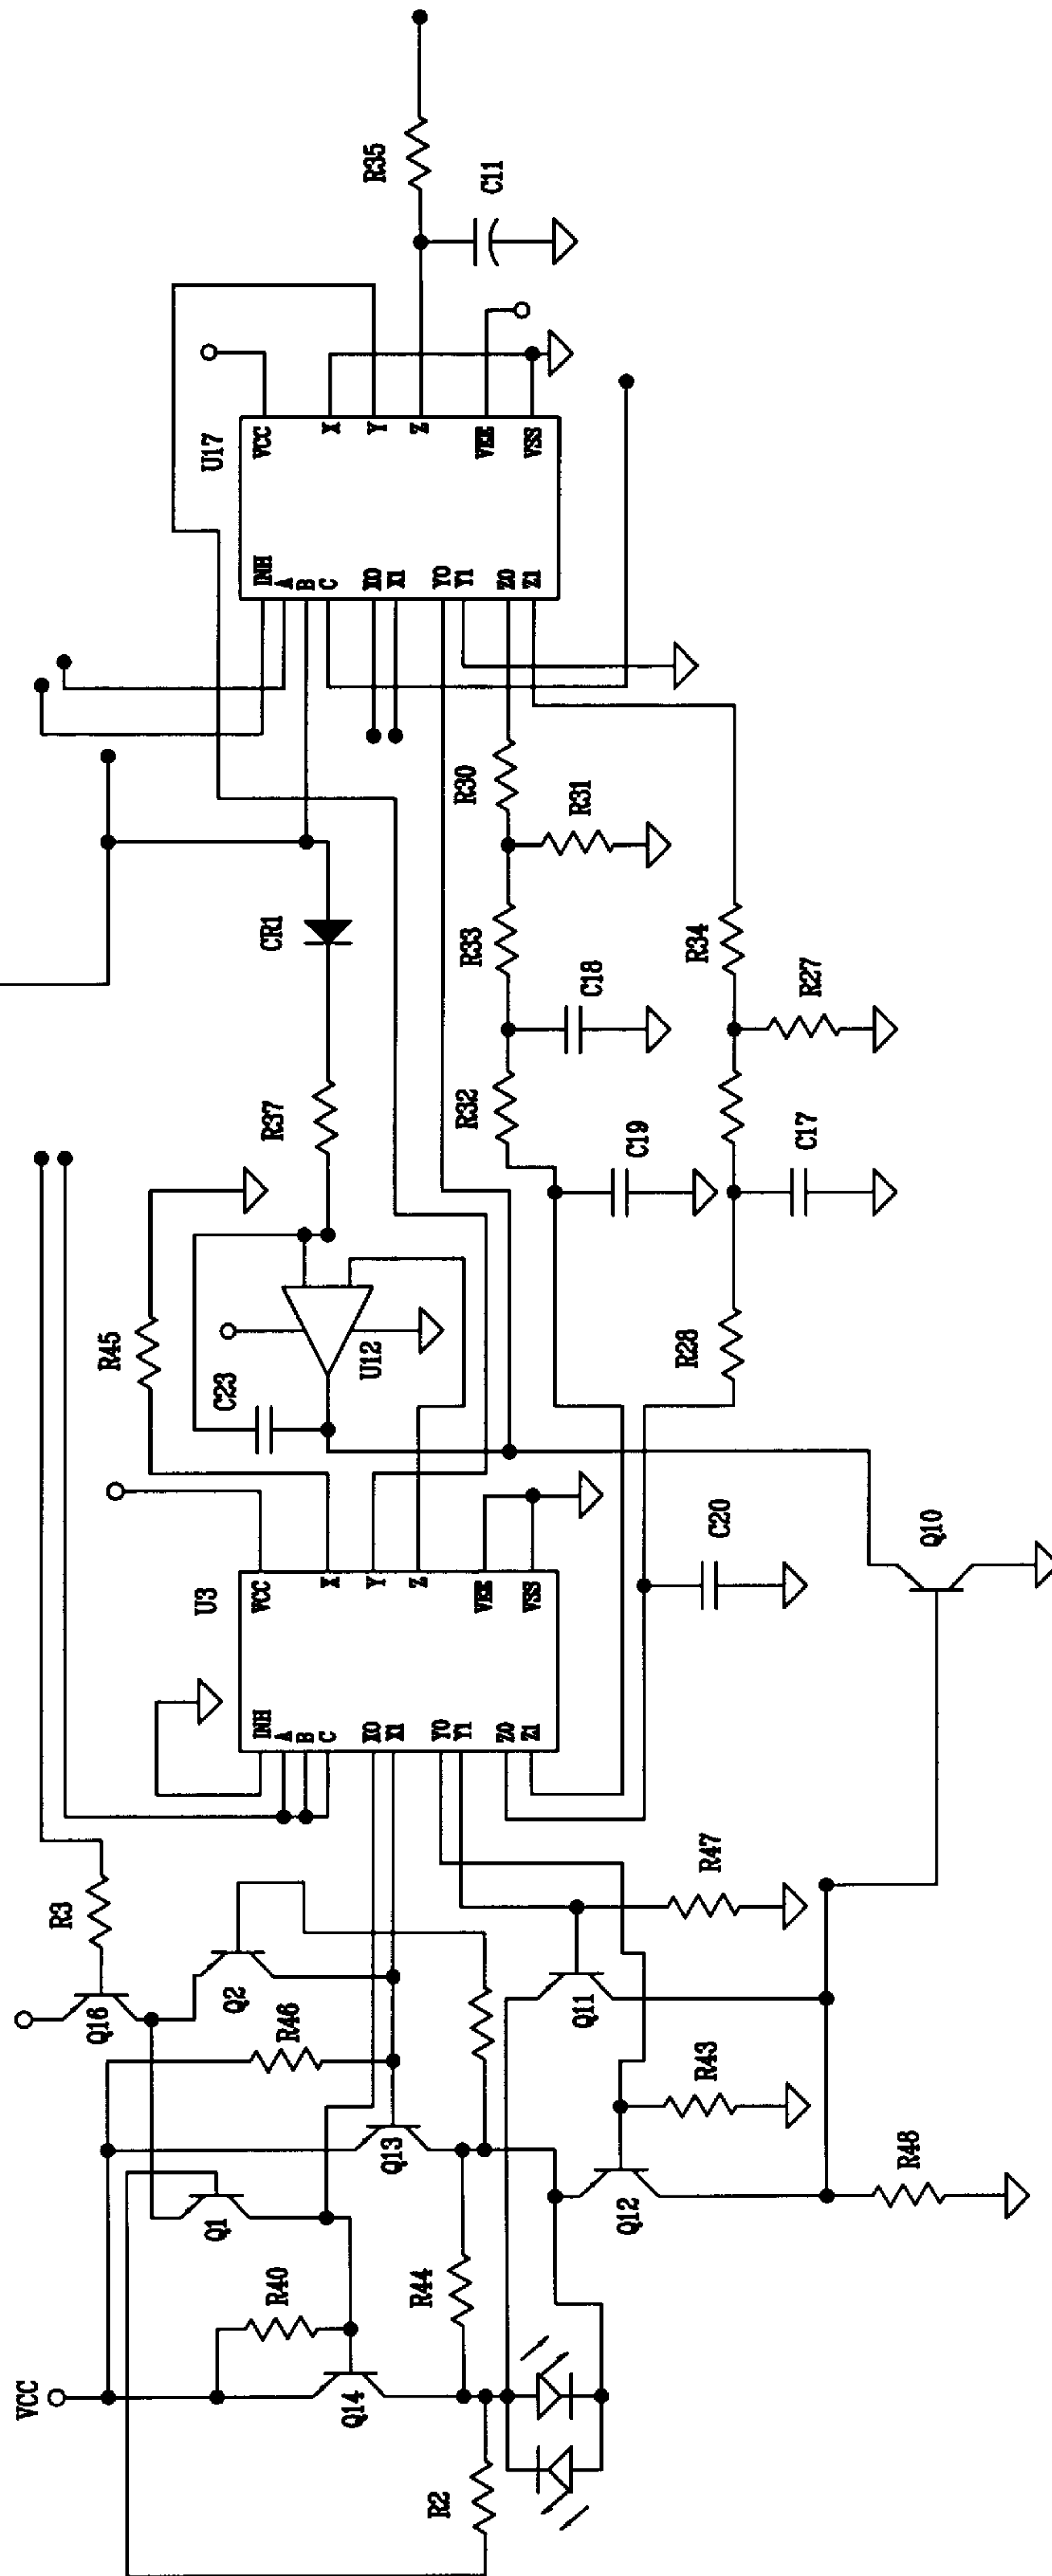 VCC
R2
Q14
R40
Q1
R44
Q13
R46
Q16
R3
Q2
Q12
R48
R43
Q11
R47
U3
INH
A
B
C
X0
X1
Y0
Y1
Z0
Z1
VCC
X
Y
Z
VEE
VSS
C20
Q10
R45
C23
U12
R37
CR1
R28
C19
C17
R32
C18
R33
R27
R34
R30
R31
U17
INH
A
B
C
X0
X1
Y0
Y1
Z0
Z1
VCC
X
Y
Z
VEE
VSS
C11
R35